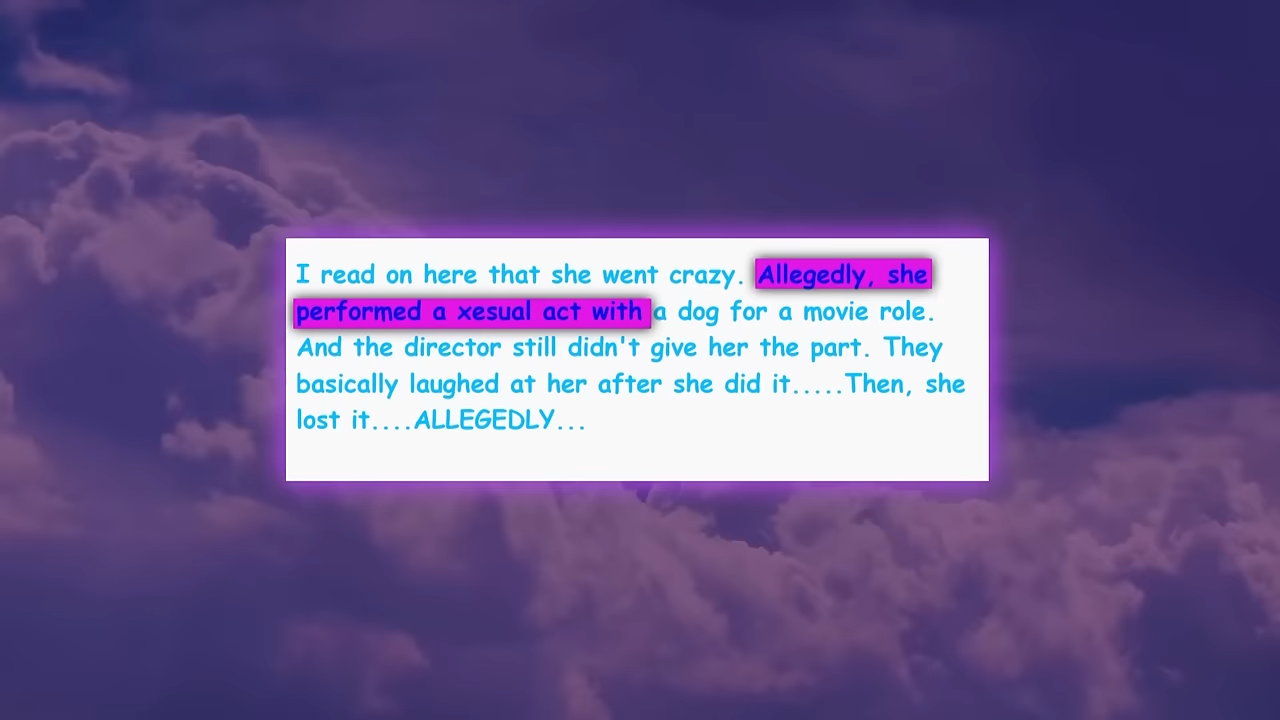 I read on here that she went crazy. Allegedly, she
performed a xesual act with a dog for a movie role.
And the director still didn't give her the part. They
basically laughed at her after she did it.....Then, she
lost it....ALLEGEDLY...